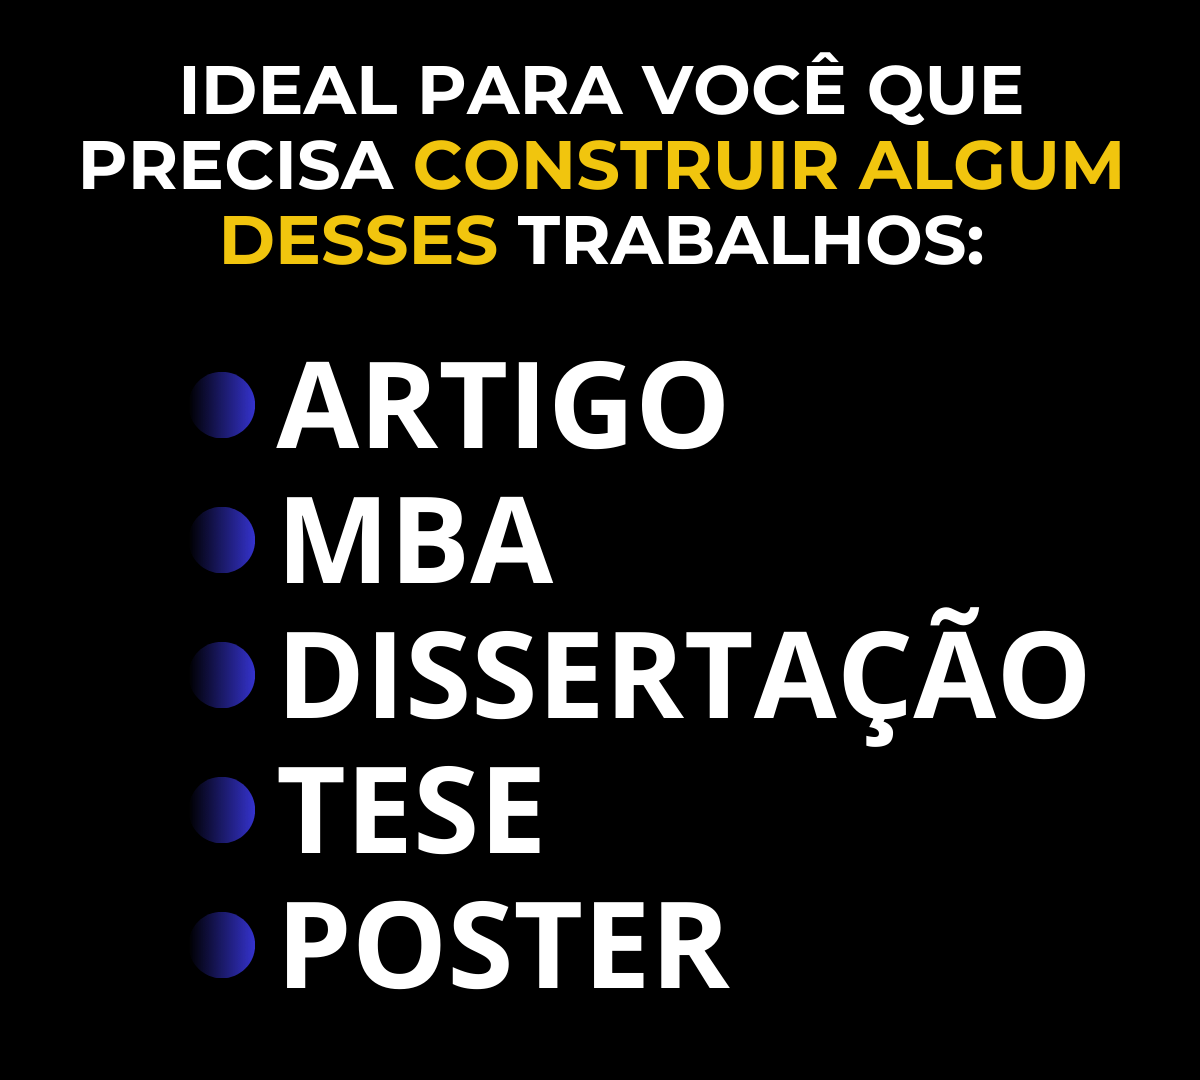 IDEAL PARA VOCÊ QUE
PRECISA CONSTRUIR ALGUM
DESSES TRABALHOS:
ARTIGO
MBA
DISSERTAÇÃO
TESE
POSTER